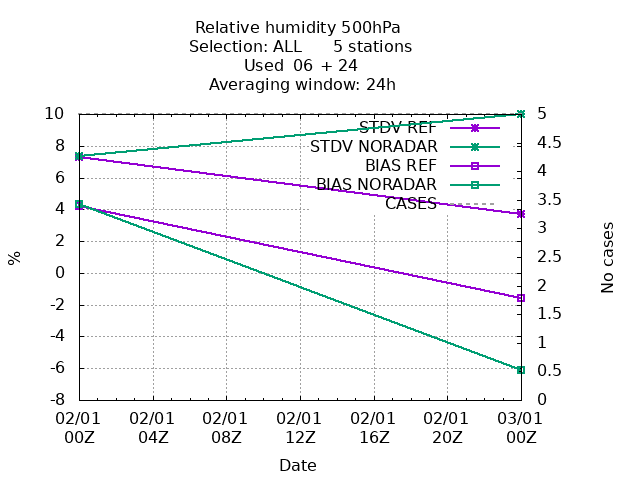 Relative humidity 500hPa
Selection: ALL 5 stations
Used 06 + 24
Averaging window: 24h
10
8
6
4
2
0
-2
-4
-6
-8
%
STDV REF
STDV NORADAR
BIAS REF
BIAS NORADAR
CASES
5
4.5
4
3.5
3
2.5
2
1.5
1
0.5
0
No cases
02/01 02/01 02/01 02/01 02/01 02/01 03/01
00Z 04Z 08Z 12Z 16Z 20Z 00Z
Date